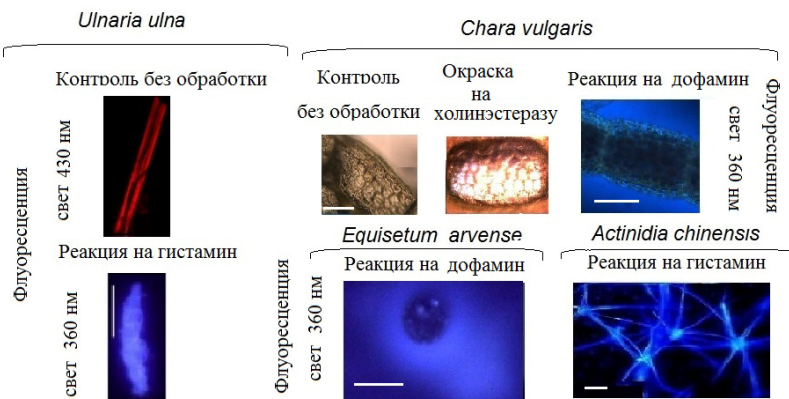 Ulnaria ulna
Контроль без обработки
свет 430 нм
Реакция на гистамин
свет 360 нм
Флуоресценция
Chara vulgaris
Контроль
без обработки
Окраска
на
холинэстеразу
Реакция на дофамин
свет 360 нм
Флуоресценция
Equisetum arvense
Реакция на дофамин
Флуоресценция
свет 360 нм
Actinidia chinensis
Реакция на гистамин